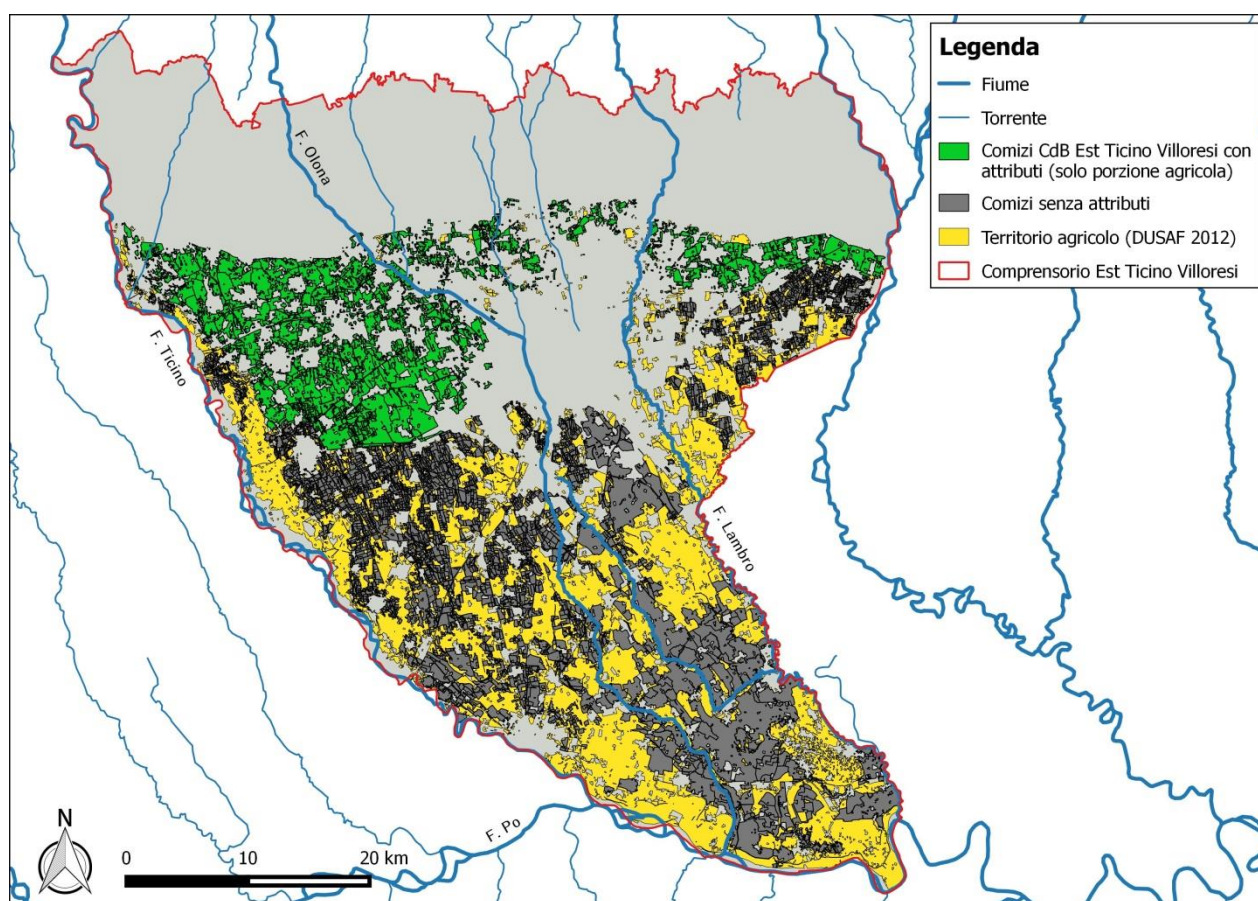 Legenda
Fiume
Torrente
Comizi CdB Est Ticino Villoresi con
attributi (solo porzione agricola)
Comizi senza attributi
Territorio agricolo (DUSAF 2012)
Comprensorio Est Ticino Villoresi
F. Olona
F. Ticino
F. Lambro
F. Po
N
0 10 20 km